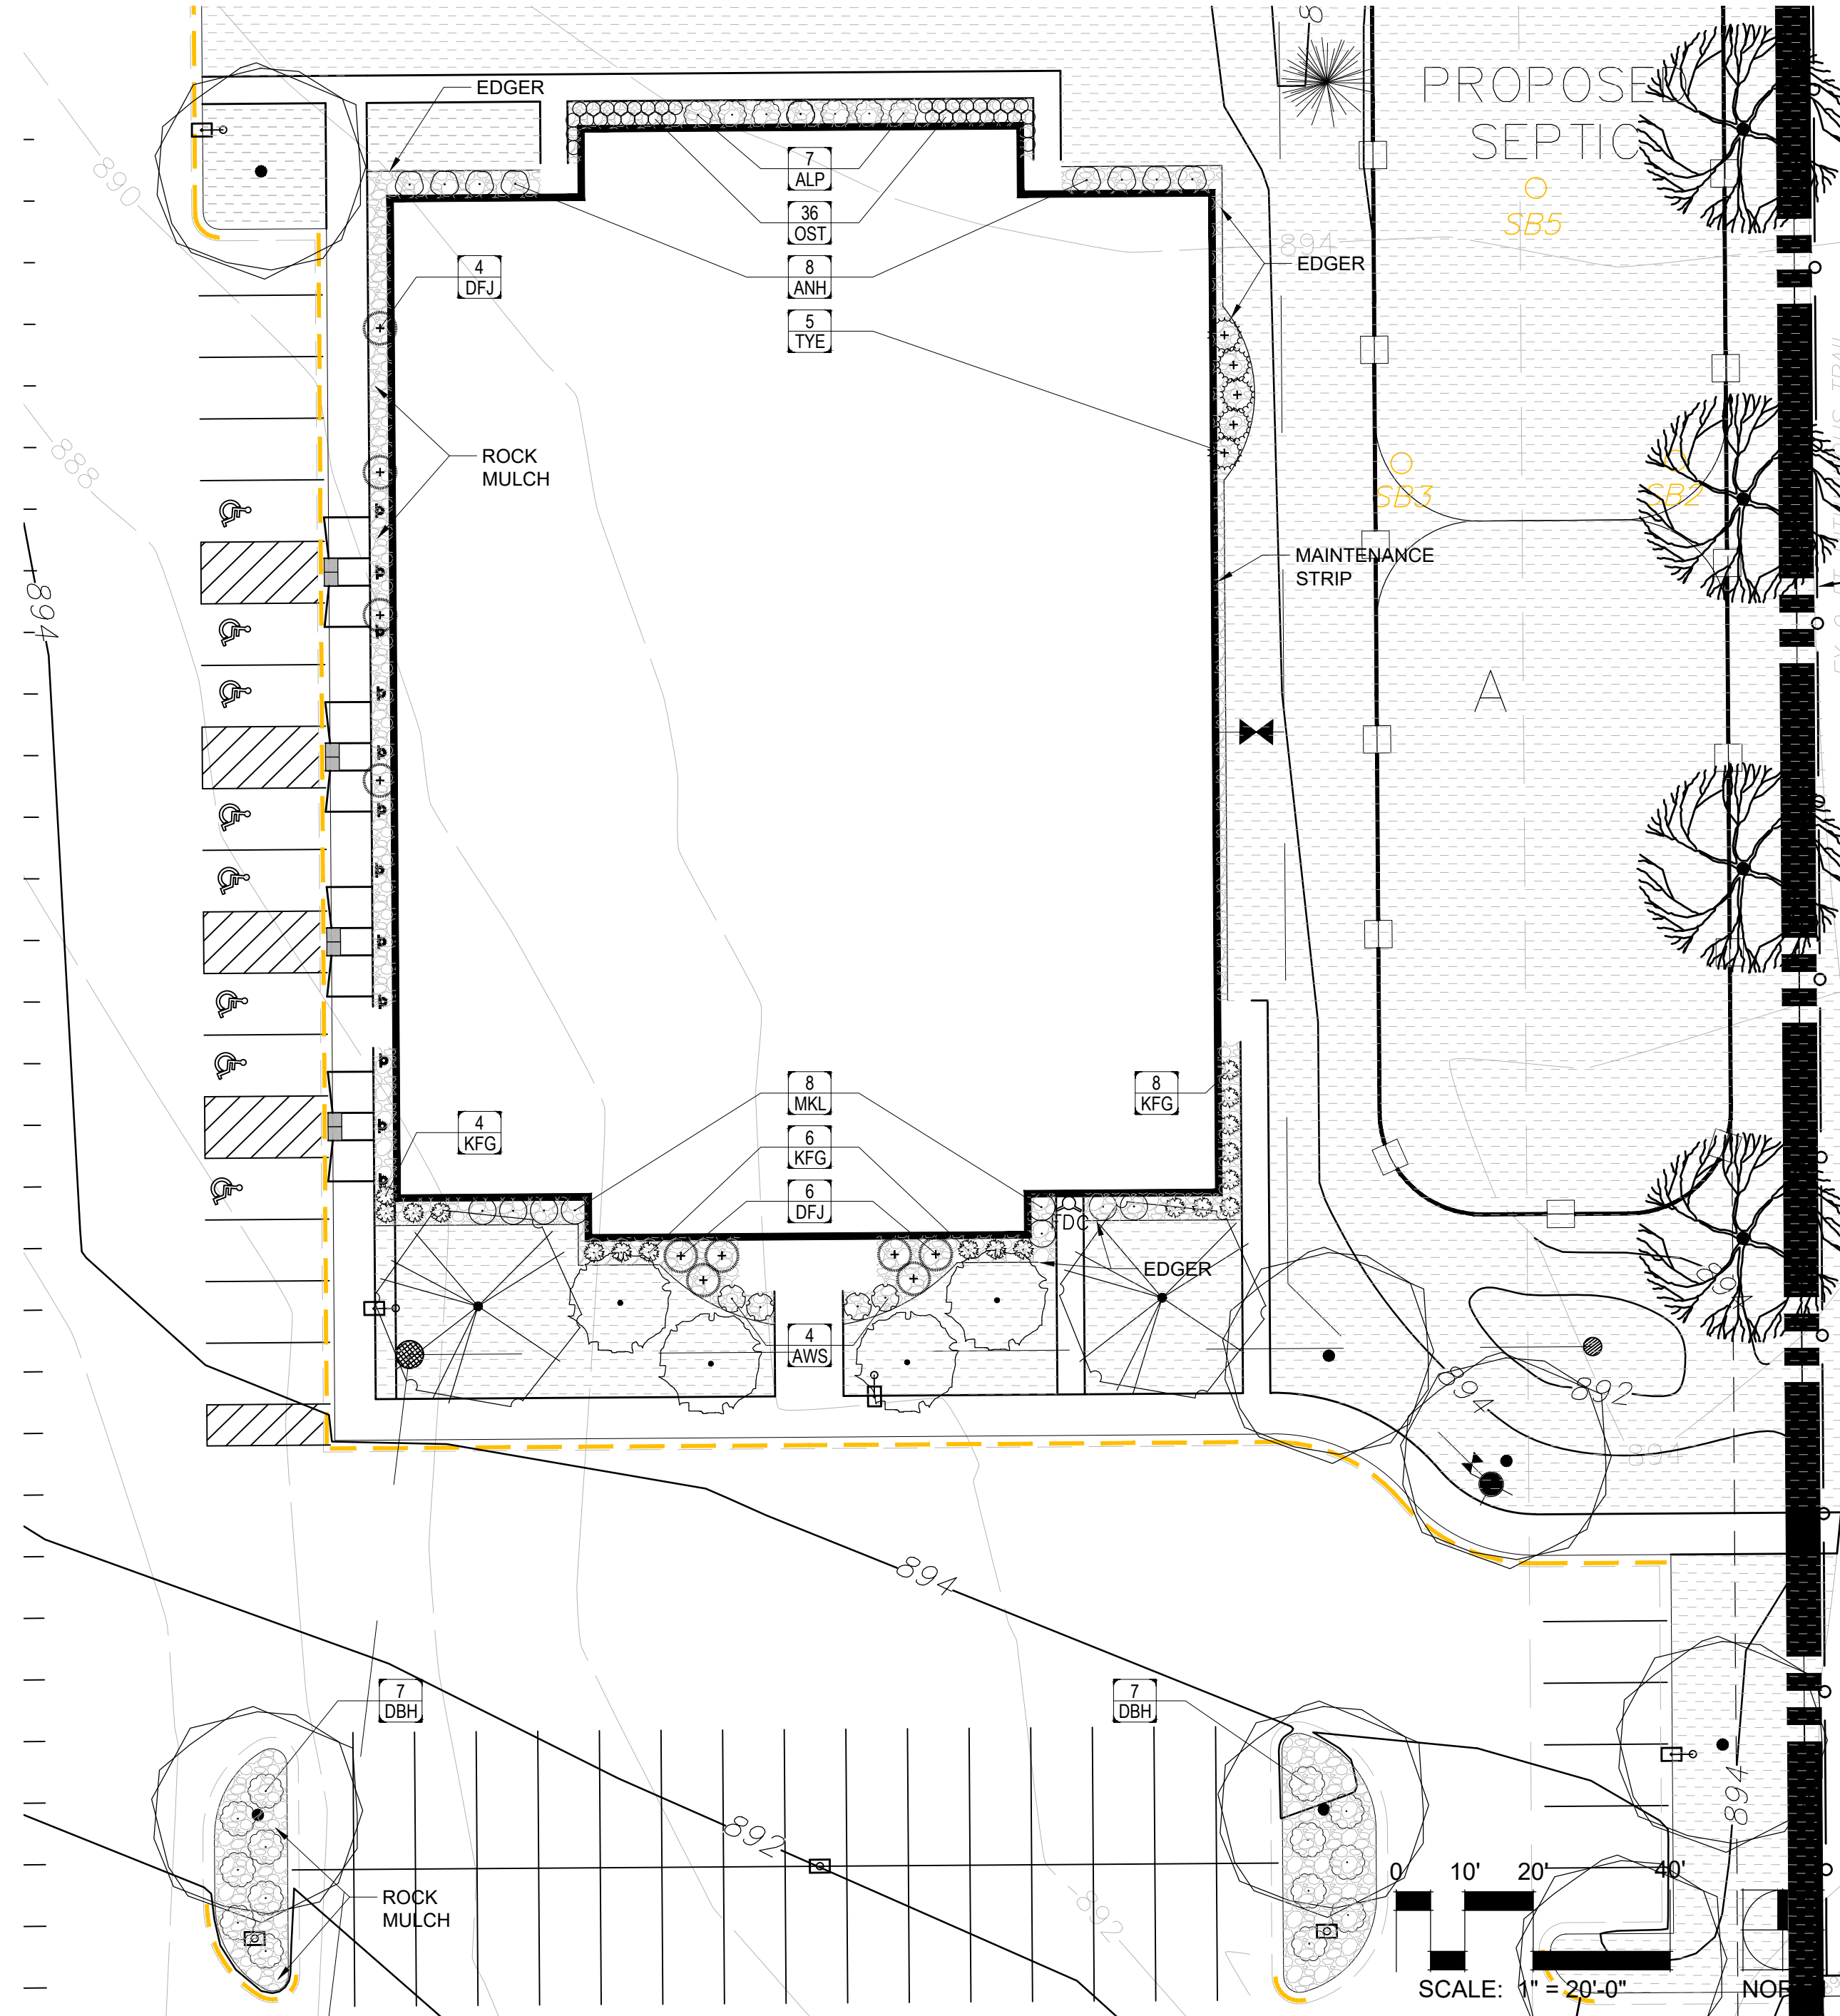 EDGER
PROPOSED
SEPTIC
7
ALP
36
OST
8
ANH
5
TYE
4
DFJ
890
SB5
894
EDGER
ROCK
MULCH
888
SB3
SB2
MAINTENANCE
STRIP
894
A
8
MKL
8
KFG
6
KFG
4
KFG
6
DFJ
EDGER
4
AWS
894
892
894
894
7
DBH
7
DBH
894
892
892
ROCK
MULCH
0 10' 20' 40'
SCALE: 1" = 20'-0"